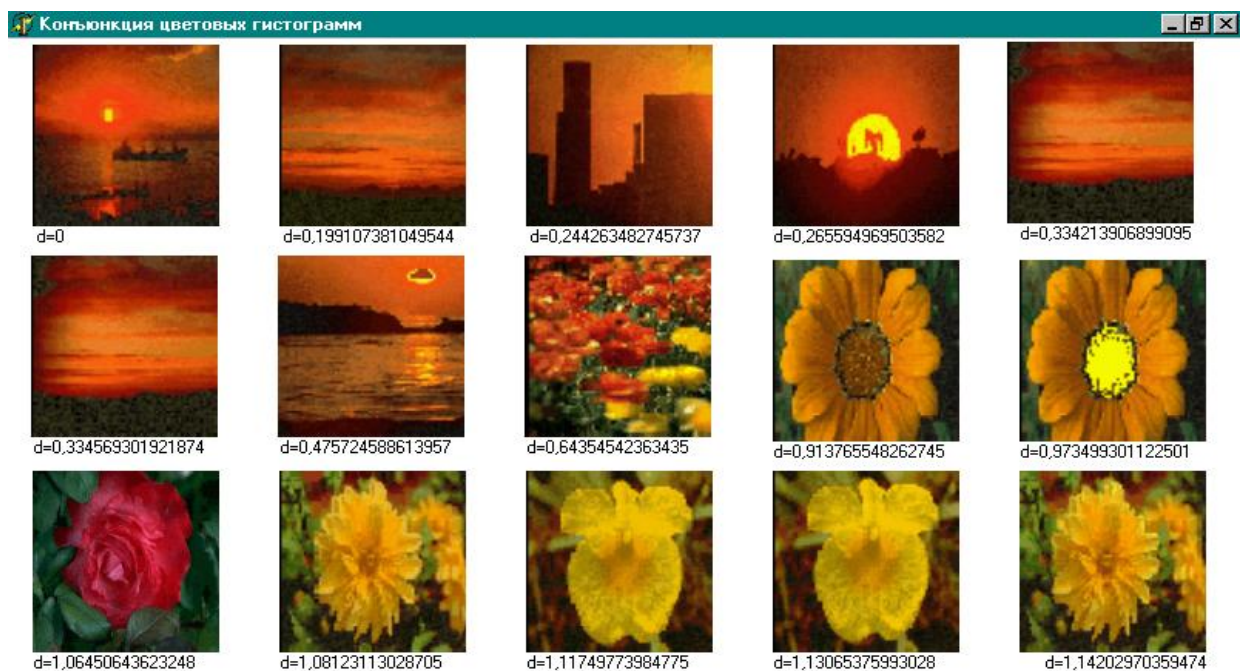 Конъюнкция цветовых гистограмм
d=0
d=0,199107381049544
d=0,244263482745737
d=0,265594969503582
d=0,334213906899095
d=0,334569301921874
d=0,475724588613957
d=0,64354542363435
d=0,913765548262745
d=0,973499301122501
d=1,06450643623248
d=1,08123113028705
d=1,11749773984775
d=1,13065375993028
d=1,14202970359474